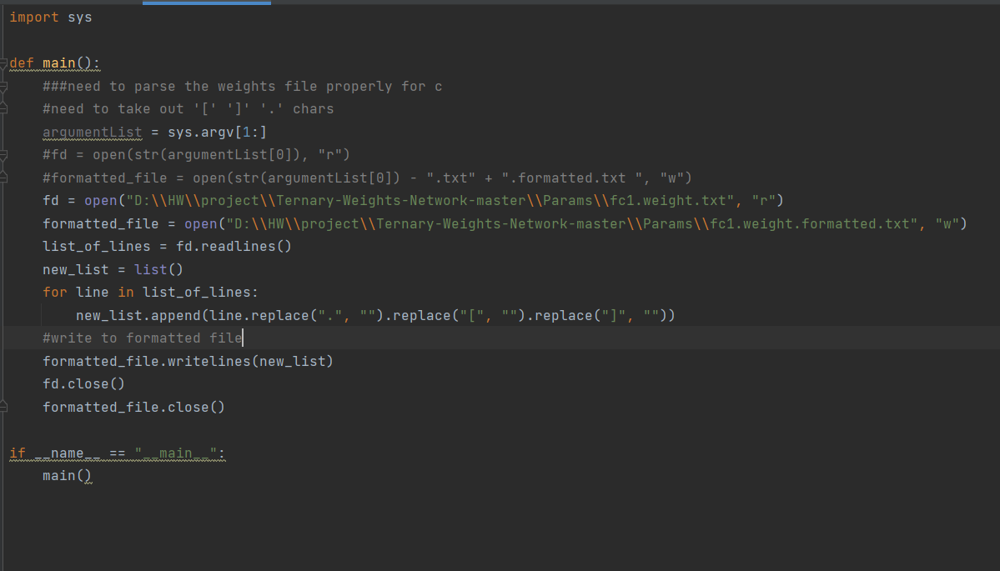 import sys
def main():
###need to parse the weights file properly for c
#need to take out '[' ']' '.' chars
argumentList = sys.argv[1:]
#fd = open(str(argumentList[0]), "r")
#formatted_file = open(str(argumentList[0]) - ".txt" + ".formatted.txt ", "w")
fd = open("D:\\HW\\project\\Ternary-Weights-Network-master\\Params\\fc1.weight.txt", "r")
formatted_file = open("D:\\HW\\project\\Ternary-Weights-Network-master\\Params\\fc1.weight.formatted.txt", "w")
list_of_lines = fd.readlines()
new_list = list()
for line in list_of_lines:
new_list.append(line.replace(".", "").replace("[", "").replace("]", ""))
#write to formatted file
formatted_file.writelines(new_list)
fd.close()
formatted_file.close()
if __name__ == "__main__":
main()